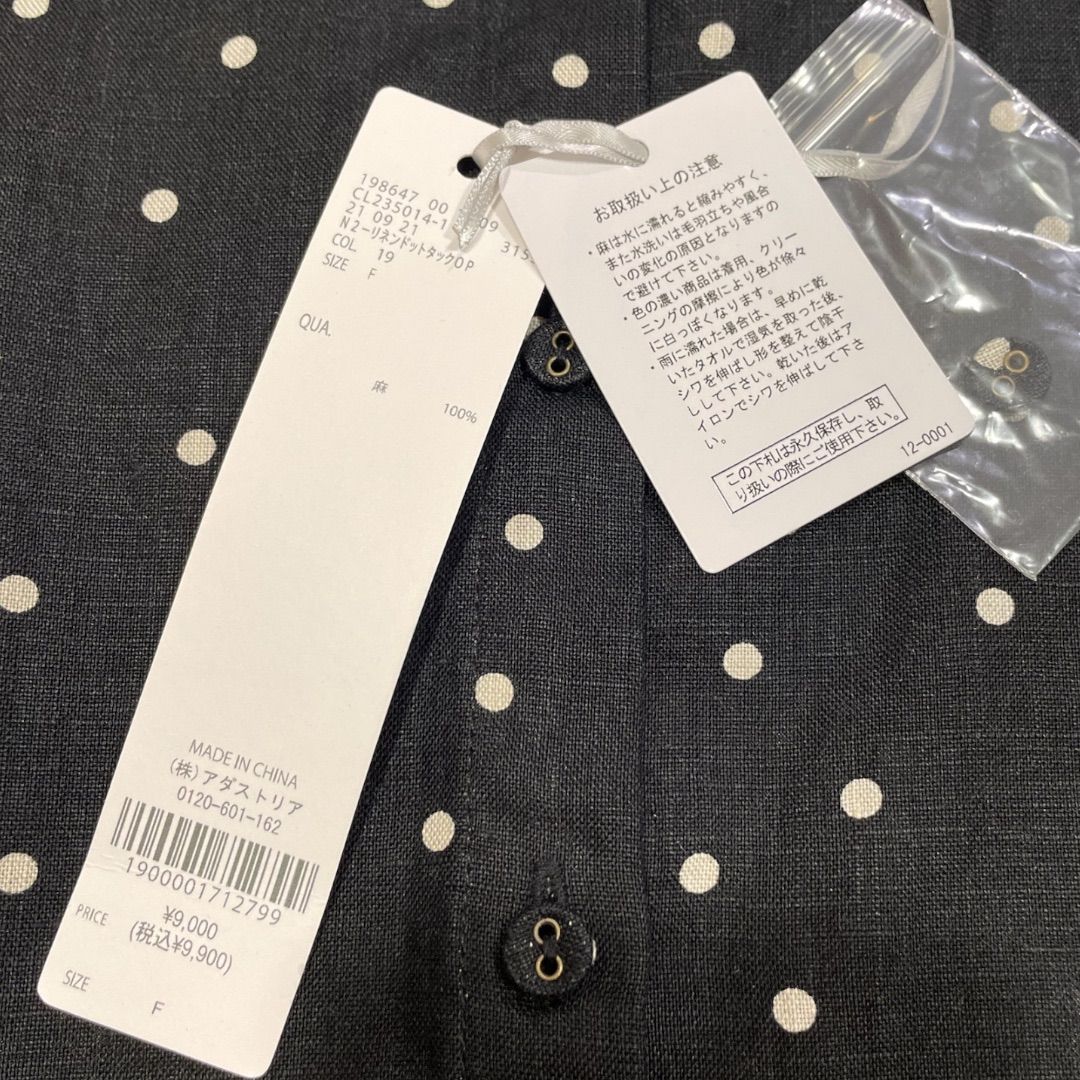 198647 00 09
CL235014-1 315
21 09 21
N2-リネンドットタックOP
COL 19
SIZE F
QUA.
麻 100%
MADE IN CHINA
(株)アダストリア
0120-601-162
1900001712799
PRICE ¥9,000
(税込¥9,900)
SIZE F
お取扱い上の注意
・麻は水に濡れると縮みやすく、
また水洗いは毛羽立ちや風合
いの変化の原因となりますの
で避けて下さい。
・色の濃い商品は着用、クリー
ニングの摩擦により色が徐々
に白っぽくなります。
・雨に濡れた場合は、早めに乾
いたタオルで湿気を取った後、
シワを伸ばし形を整えて陰干
しして下さい。乾いた後はア
イロンでシワを伸ばして下さ
い。
この下札は永久保存し、取
り扱いの際にご使用下さい。
12-0001